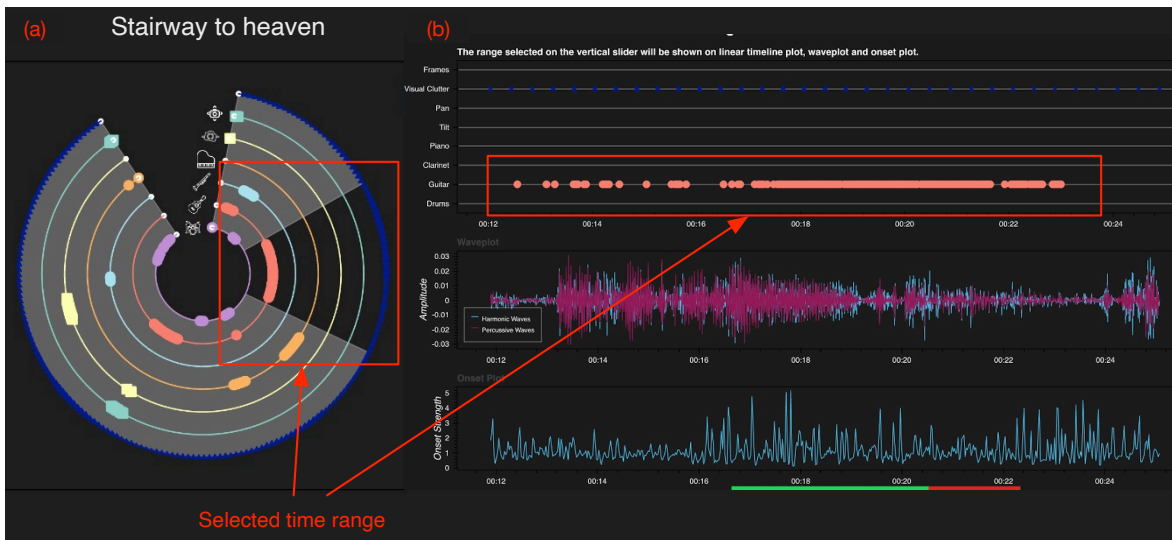 (a)
Stairway to heaven
(b)
The range selected on the vertical slider will be shown on linear timeline plot, waveplot and onset plot.
Frames
Visual Clutter
Pan
Tilt
Piano
Clarinet
Guitar
Drums
00:12 00:14 00:16 00:18 00:20 00:22 00:24
Waveplot
Amplitude
0.03
0.02
0.01
0
-0.01
-0.02
-0.03
Harmonic Waves
Percussive Waves
00:12 00:14 00:16 00:18 00:20 00:22 00:24
Onset Plot
Onset Strength
5
4
3
2
1
0
00:12 00:14 00:16 00:18 00:20 00:22 00:24
Selected time range